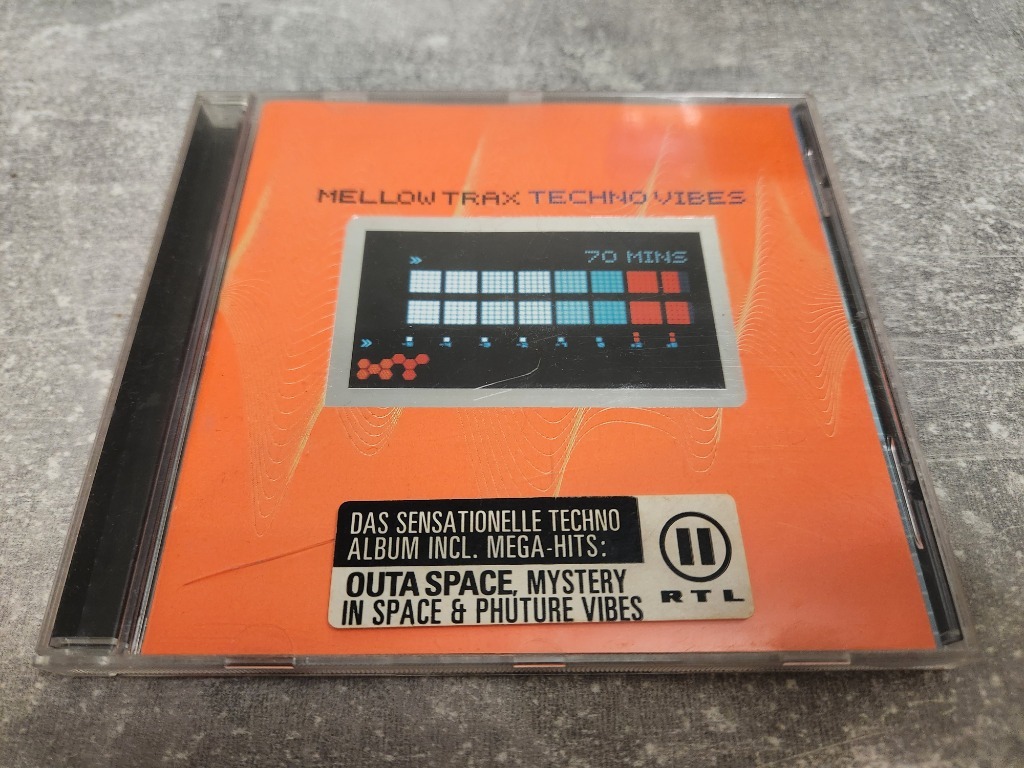 MELLOW TRAX TECHNO VIBES
» 70 MINS
»
DAS SENSATIONELLE TECHNO
ALBUM INCL. MEGA-HITS:
OUTA SPACE, MYSTERY
IN SPACE & PHUTURE VIBES
II
RTL